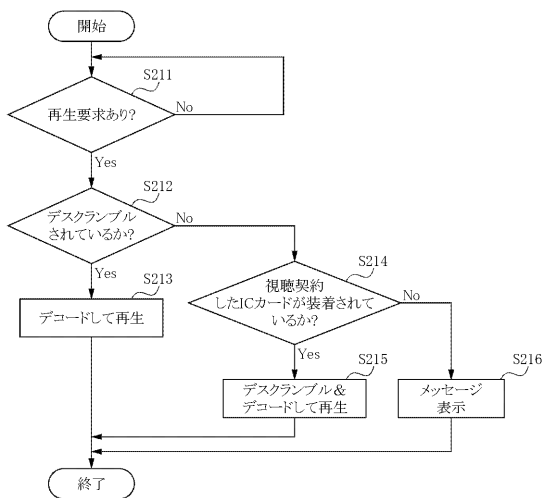 開始
S211
再生要求あり?
No
Yes
S212
デスクランブル
されているか?
No
Yes
S213
デコードして再生
S214
視聴契約
したICカードが装着されて
いるか?
No
Yes
S215
デスクランブル&
デコードして再生
S216
メッセージ
表示
終了